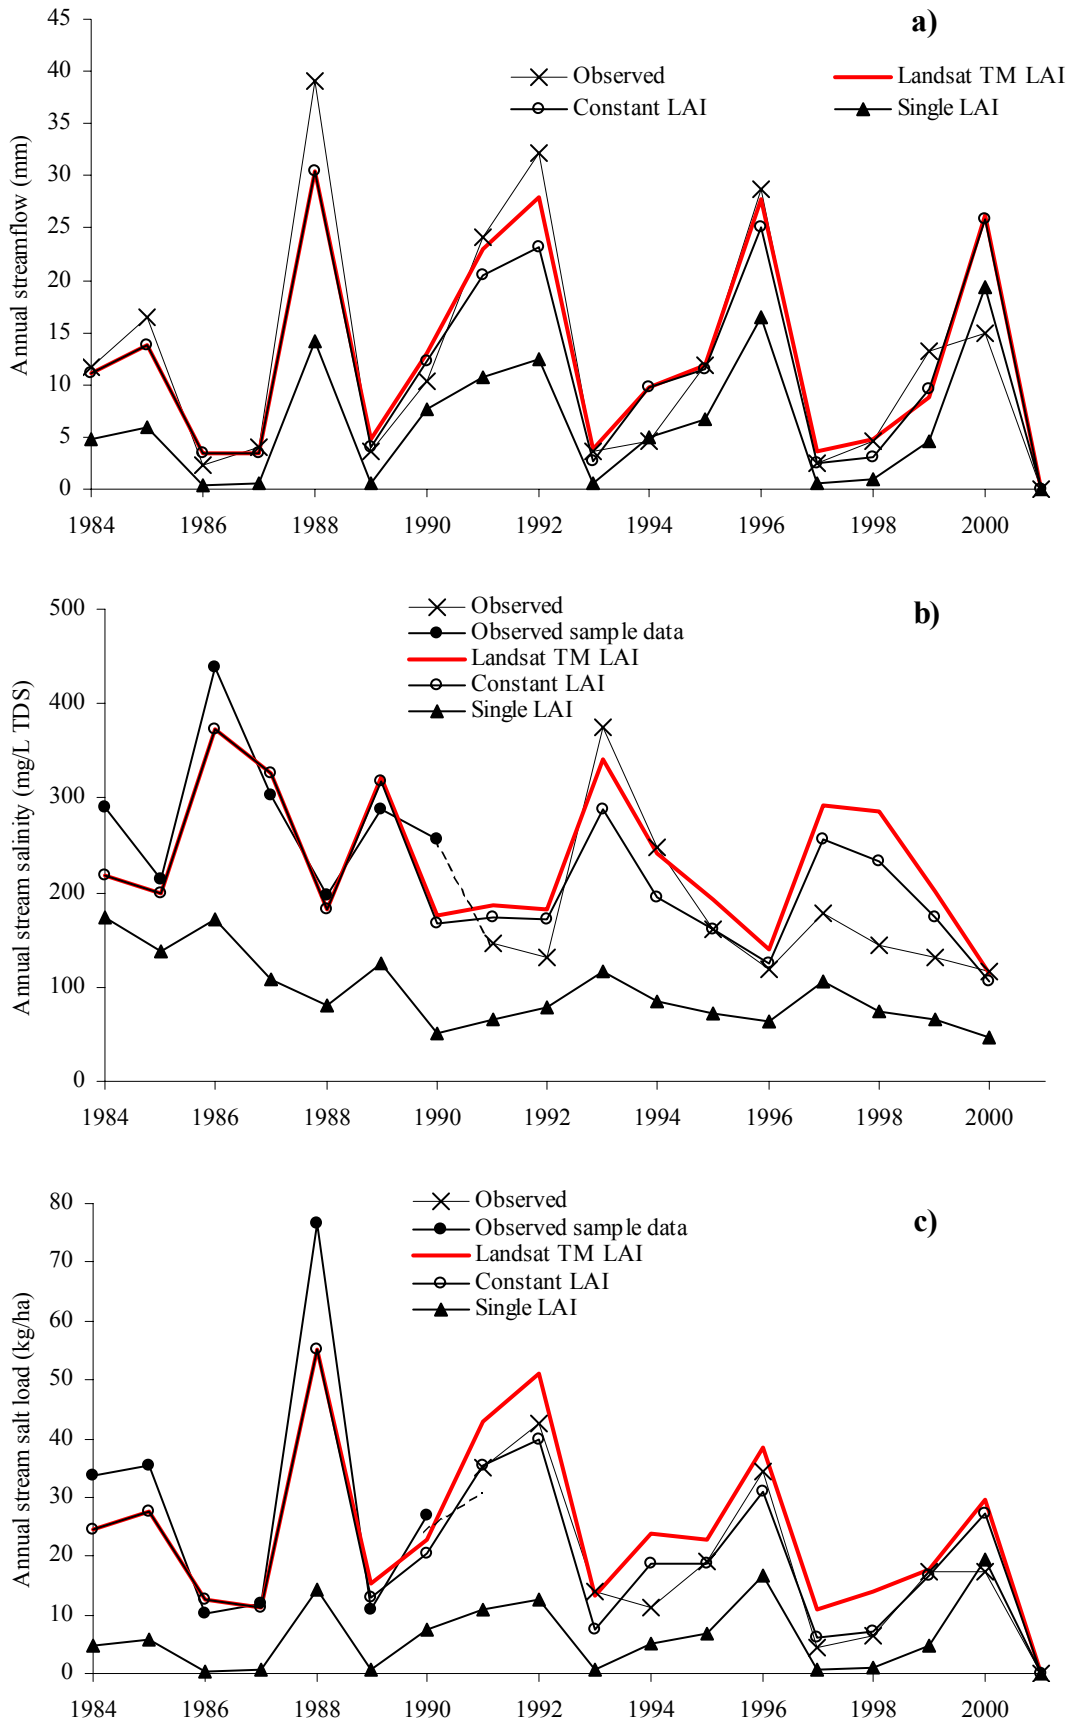 a)
45
40
35
30
25
20
15
10
5
0
Annual streamflow (mm)
Observed
Landsat TM LAI
Constant LAI
Single LAI
1984 1986 1988 1990 1992 1994 1996 1998 2000
b)
500
400
300
200
100
0
Annual stream salinity (mg/L TDS)
Observed
Observed sample data
Landsat TM LAI
Constant LAI
Single LAI
1984 1986 1988 1990 1992 1994 1996 1998 2000
c)
80
70
60
50
40
30
20
10
0
Annual stream salt load (kg/ha)
Observed
Observed sample data
Landsat TM LAI
Constant LAI
Single LAI
1984 1986 1988 1990 1992 1994 1996 1998 2000